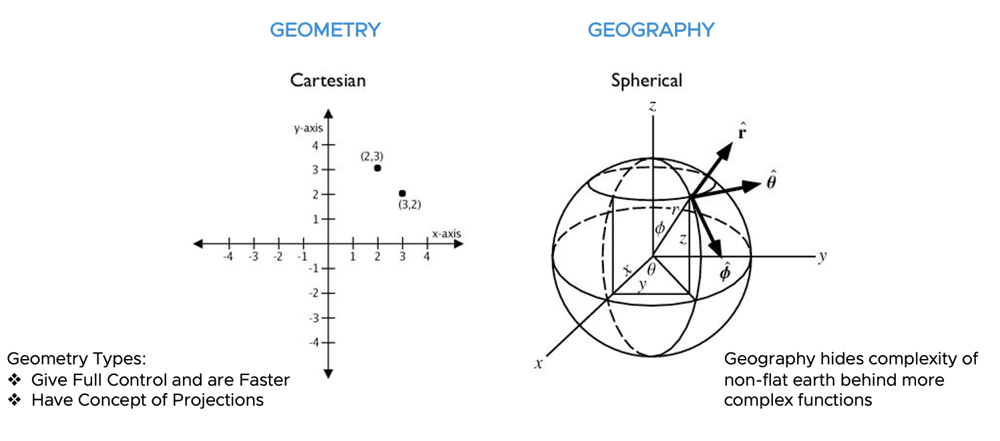 GEOMETRY
Cartesian
y-axis
4
3
2
1
(2,3)
(3,2)
x-axis
-4 -3 -2 -1 1 2 3 4
-1
-2
-3
-4
Geometry Types:
❖ Give Full Control and are Faster
❖ Have Concept of Projections
GEOGRAPHY
Spherical
z
r̂
θ̂
r
ϕ
z
y
x
θ
ϕ̂
y
x
Geography hides complexity of
non-flat earth behind more
complex functions